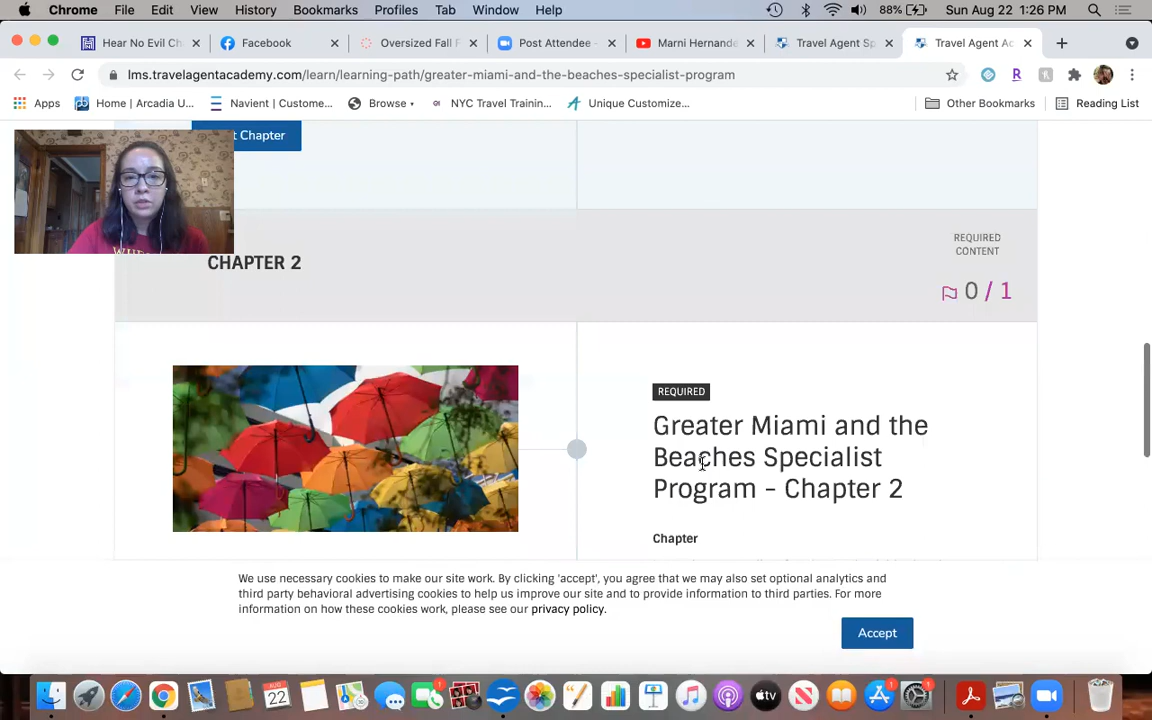 Chrome File Edit View History Bookmarks Profiles Tab Window Help 88% Sun Aug 22 1:26 PM
Hear No Evil Ch Facebook Oversized Fall F Post Attendee - Marni Hernande Travel Agent Sp Travel Agent Ac
lms.travelagentacademy.com/learn/learning-path/greater-miami-and-the-beaches-specialist-program
Apps Home | Arcadia U... Navient | Custome... Browse NYC Travel Trainin... Unique Customize... Other Bookmarks Reading List
t Chapter
CHAPTER 2
REQUIRED
CONTENT
0 / 1
REQUIRED
Greater Miami and the
Beaches Specialist
Program - Chapter 2
Chapter
We use necessary cookies to make our site work. By clicking 'accept', you agree that we may also set optional analytics and
third party behavioral advertising cookies to help us improve our site and to provide information to third parties. For more
information on how these cookies work, please see our privacy policy.
Accept